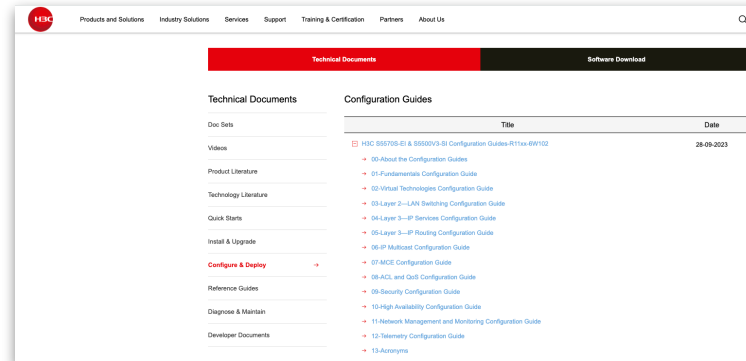 H3C
Products and Solutions Industry Solutions Services Support Training & Certification Partners About Us
Technical Documents Software Download
Technical Documents
Doc Sets
Videos
Product Literature
Technology Literature
Quick Starts
Install & Upgrade
Configure & Deploy
Reference Guides
Diagnose & Maintain
Developer Documents
Configuration Guides
Title Date
H3C S5570S-EI & S5500V3-SI Configuration Guides-R11xx-6W102 28-09-2023
00-About the Configuration Guides
01-Fundamentals Configuration Guide
02-Virtual Technologies Configuration Guide
03-Layer 2—LAN Switching Configuration Guide
04-Layer 3—IP Services Configuration Guide
05-Layer 3—IP Routing Configuration Guide
06-IP Multicast Configuration Guide
07-MCE Configuration Guide
08-ACL and QoS Configuration Guide
09-Security Configuration Guide
10-High Availability Configuration Guide
11-Network Management and Monitoring Configuration Guide
12-Telemetry Configuration Guide
13-Acronyms